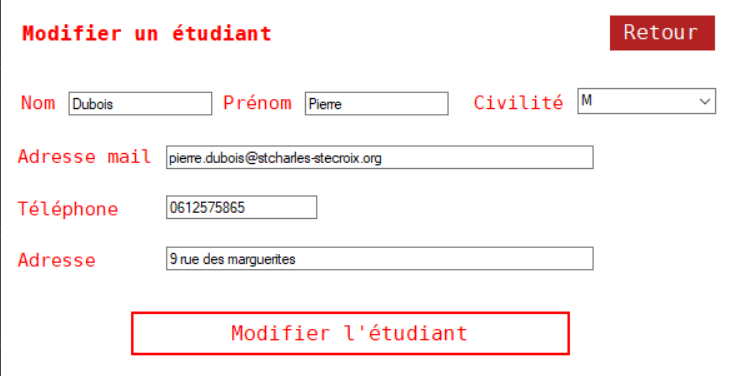 Modifier un étudiant Retour
Nom Dubois Prénom Pierre Civilité M
Adresse mail pierre.dubois@stcharles-stecroix.org
Téléphone 0612575865
Adresse 9 rue des marguerites
Modifier l'étudiant